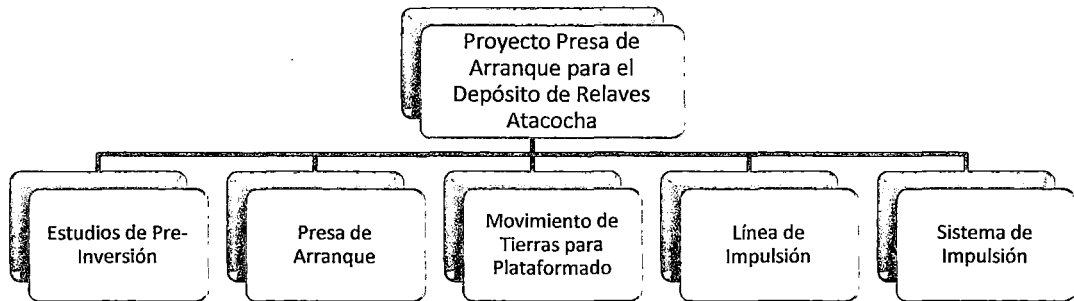 Proyecto Presa de
Arranque para el
Depósito de Relaves
Atacocha
Estudios de Pre-
Inversión
Presa de
Arranque
Movimiento de
Tierras para
Plataformado
Línea de
Impulsión
Sistema de
Impulsión